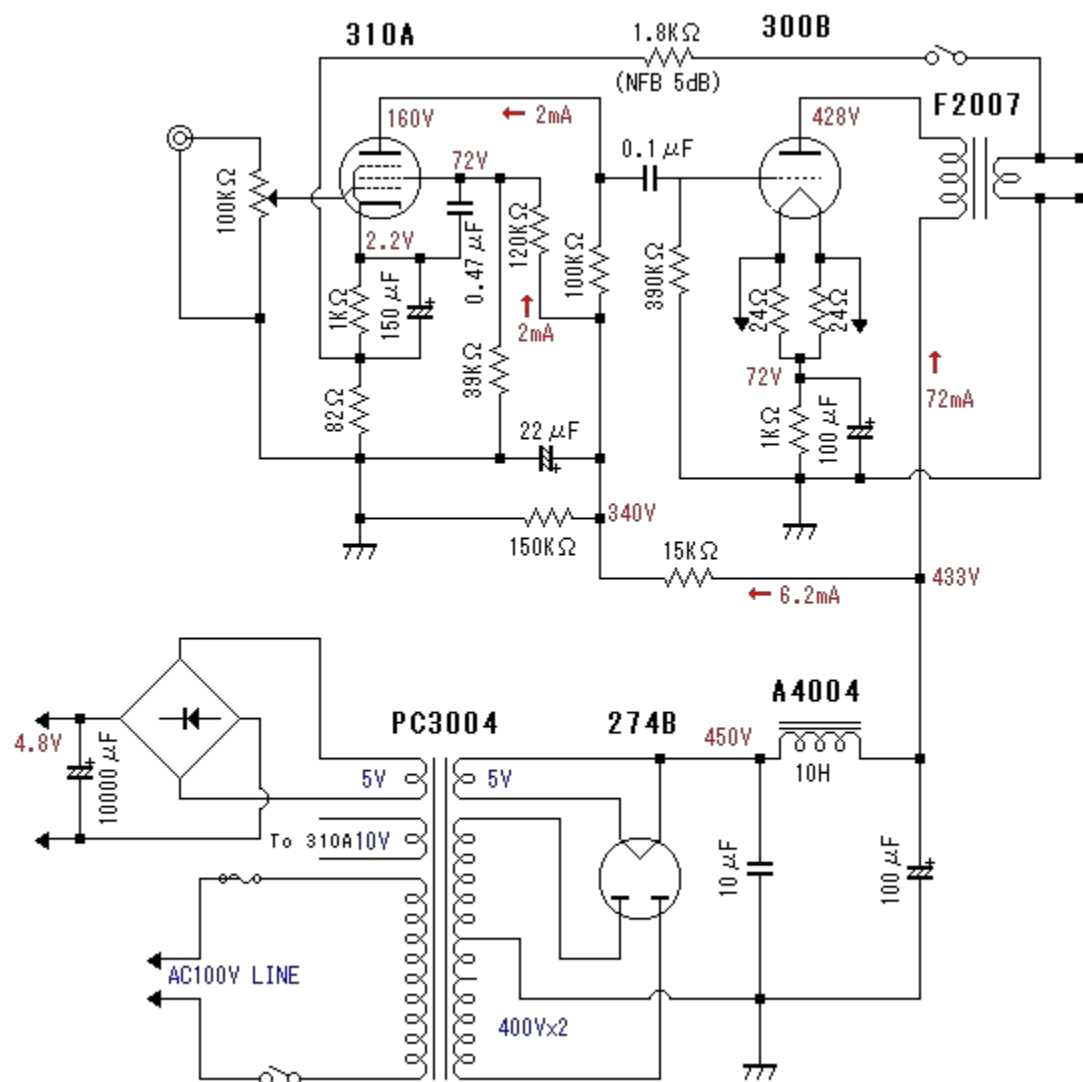 310A
1.8KΩ
300B
(NFB 5dB)
F2007
160V
← 2mA
428V
0.1μF
72V
100KΩ
2.2V
0.47μF
120KΩ
100KΩ
390KΩ
1KΩ
150μF
+
↑
2mA
24Ω
24Ω
39KΩ
72V
↑
72mA
82Ω
22μF
+
1KΩ
100μF
+
340V
150KΩ
15KΩ
433V
← 6.2mA
A4004
PC3004
274B
450V
4.8V
+
10000μF
5V
5V
10H
To 310A
10V
10μF
100μF
+
AC100V LINE
400Vx2